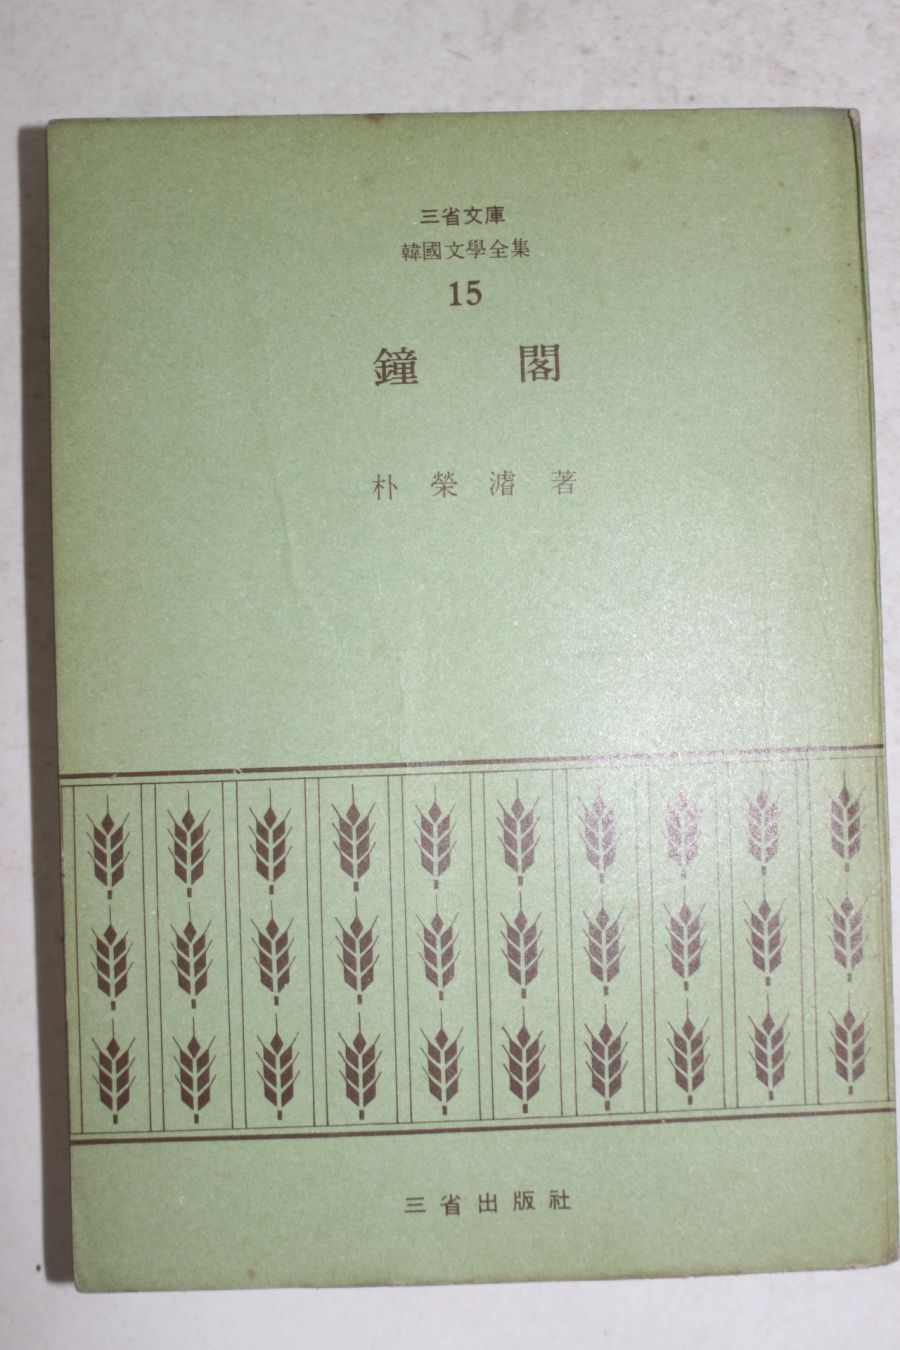 三省文庫
韓國文學全集
15
鐘閣
朴榮濬著
三省出版社